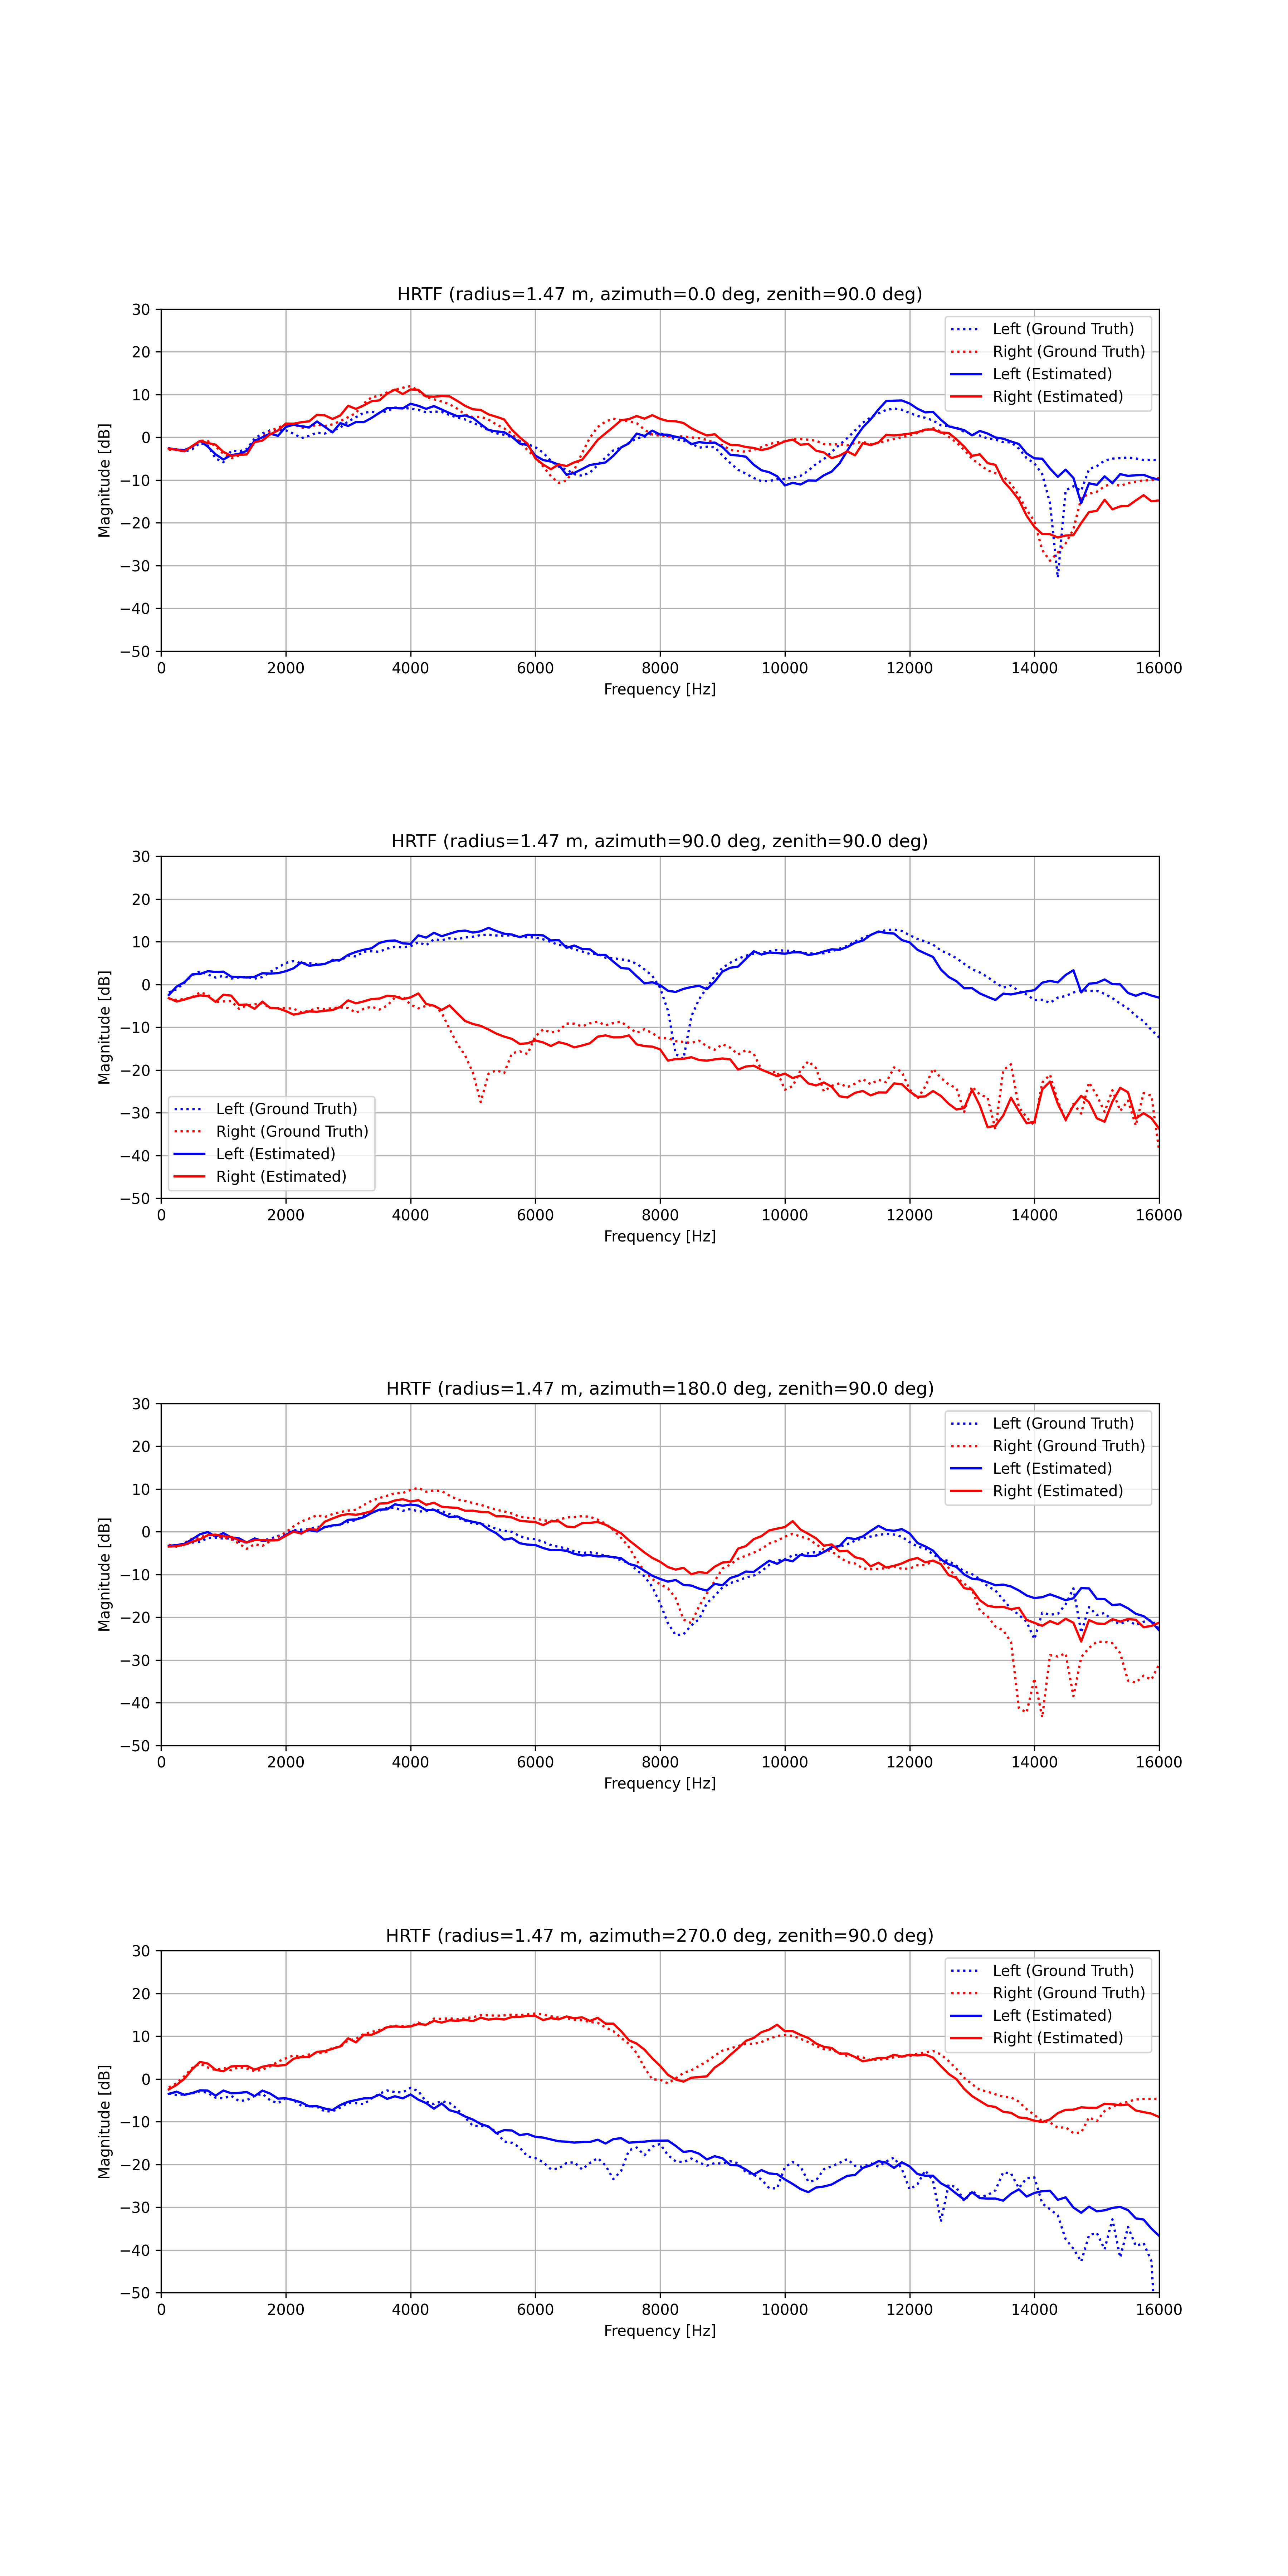 HRTF (radius=1.47 m, azimuth=0.0 deg, zenith=90.0 deg)
30
20
10
0
−10
−20
−30
−40
−50
Magnitude [dB]
Left (Ground Truth)
Right (Ground Truth)
Left (Estimated)
Right (Estimated)
0 2000 4000 6000 8000 10000 12000 14000 16000
Frequency [Hz]
HRTF (radius=1.47 m, azimuth=90.0 deg, zenith=90.0 deg)
30
20
10
0
−10
−20
−30
−40
−50
Magnitude [dB]
Left (Ground Truth)
Right (Ground Truth)
Left (Estimated)
Right (Estimated)
0 2000 4000 6000 8000 10000 12000 14000 16000
Frequency [Hz]
HRTF (radius=1.47 m, azimuth=180.0 deg, zenith=90.0 deg)
30
20
10
0
−10
−20
−30
−40
−50
Magnitude [dB]
Left (Ground Truth)
Right (Ground Truth)
Left (Estimated)
Right (Estimated)
0 2000 4000 6000 8000 10000 12000 14000 16000
Frequency [Hz]
HRTF (radius=1.47 m, azimuth=270.0 deg, zenith=90.0 deg)
30
20
10
0
−10
−20
−30
−40
−50
Magnitude [dB]
Left (Ground Truth)
Right (Ground Truth)
Left (Estimated)
Right (Estimated)
0 2000 4000 6000 8000 10000 12000 14000 16000
Frequency [Hz]